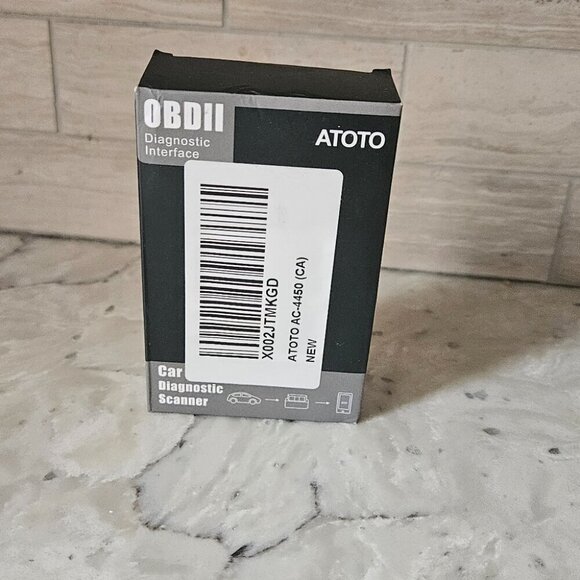 OBDII
Diagnostic
Interface
ATOTO
X002JTMKGD
ATOTO AC-4450 (CA)
NEW
Car
Diagnostic
Scanner